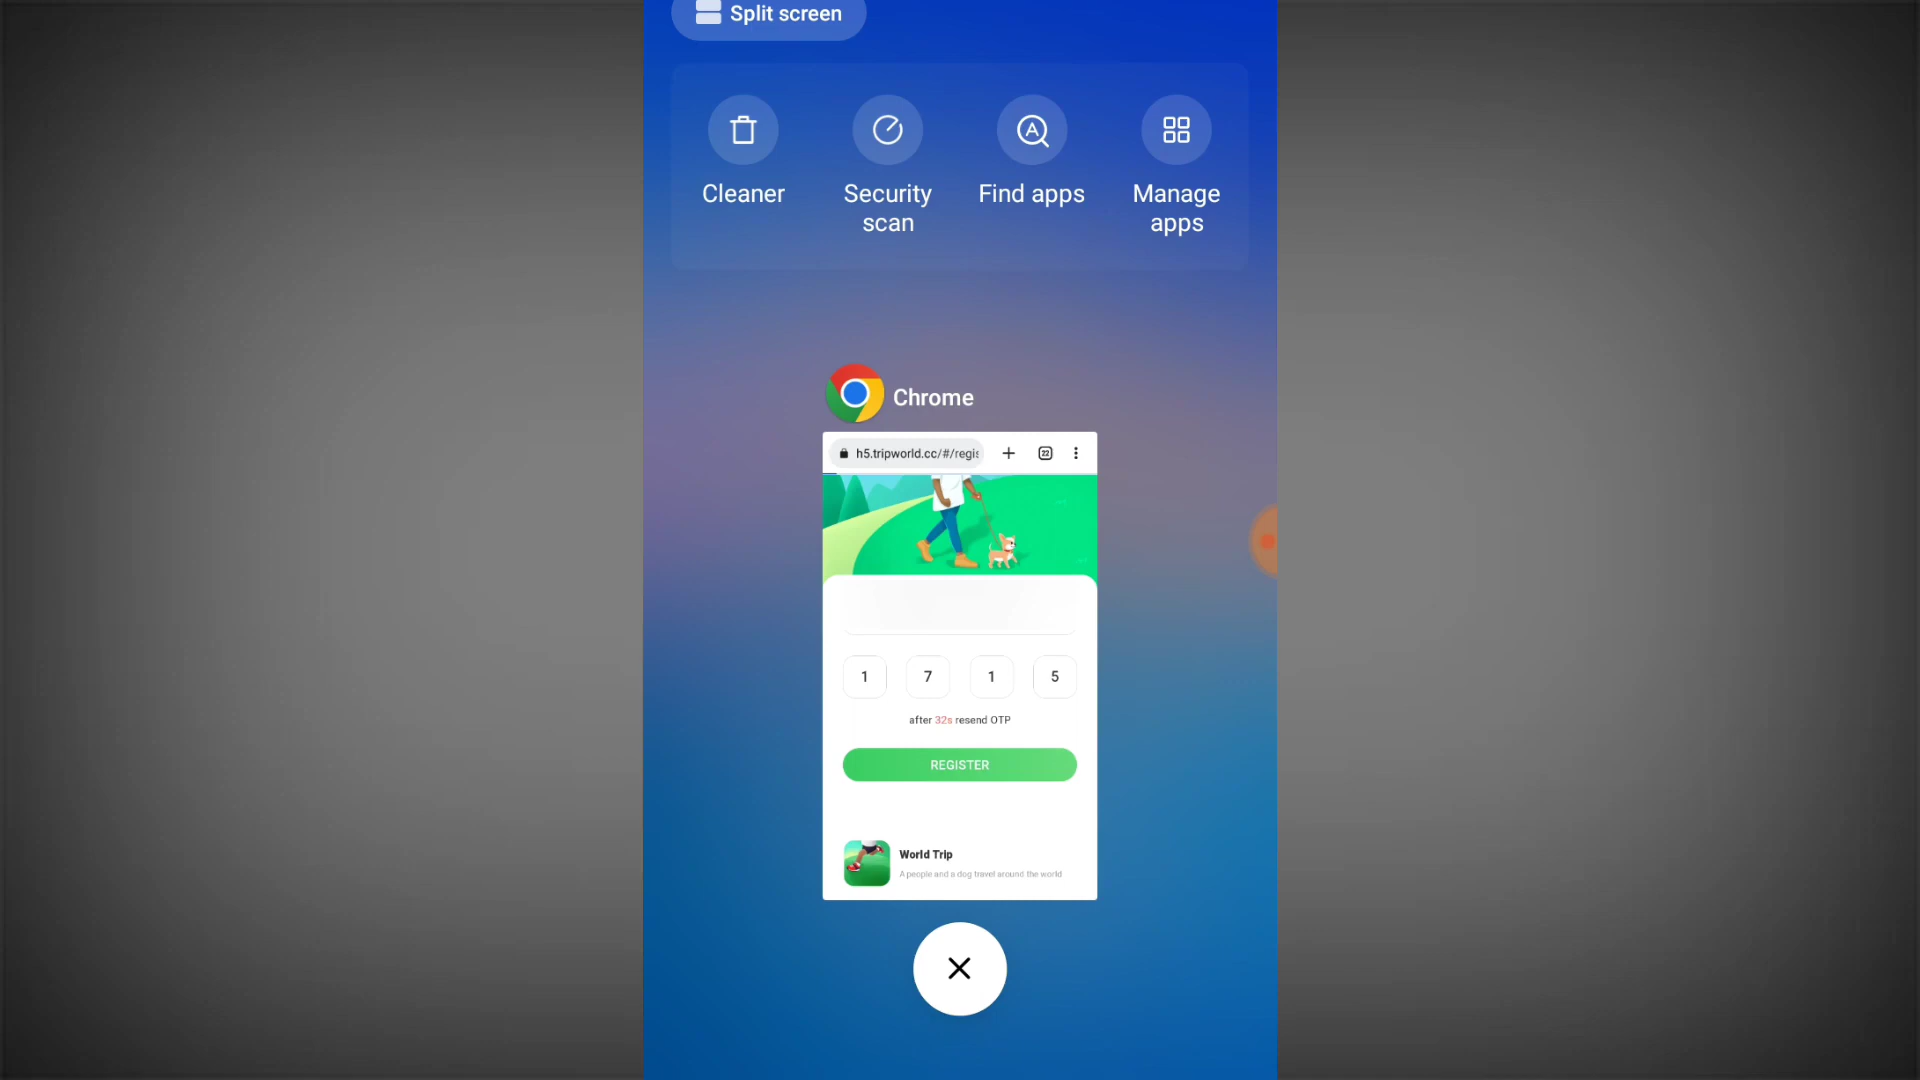 Split screen
Cleaner
Security
scan
Find apps
Manage
apps
Chrome
h5.tripworld.cc/#/regis
22
1 7 1 5
after 32s resend OTP
REGISTER
World Trip
A people and a dog travel around the world